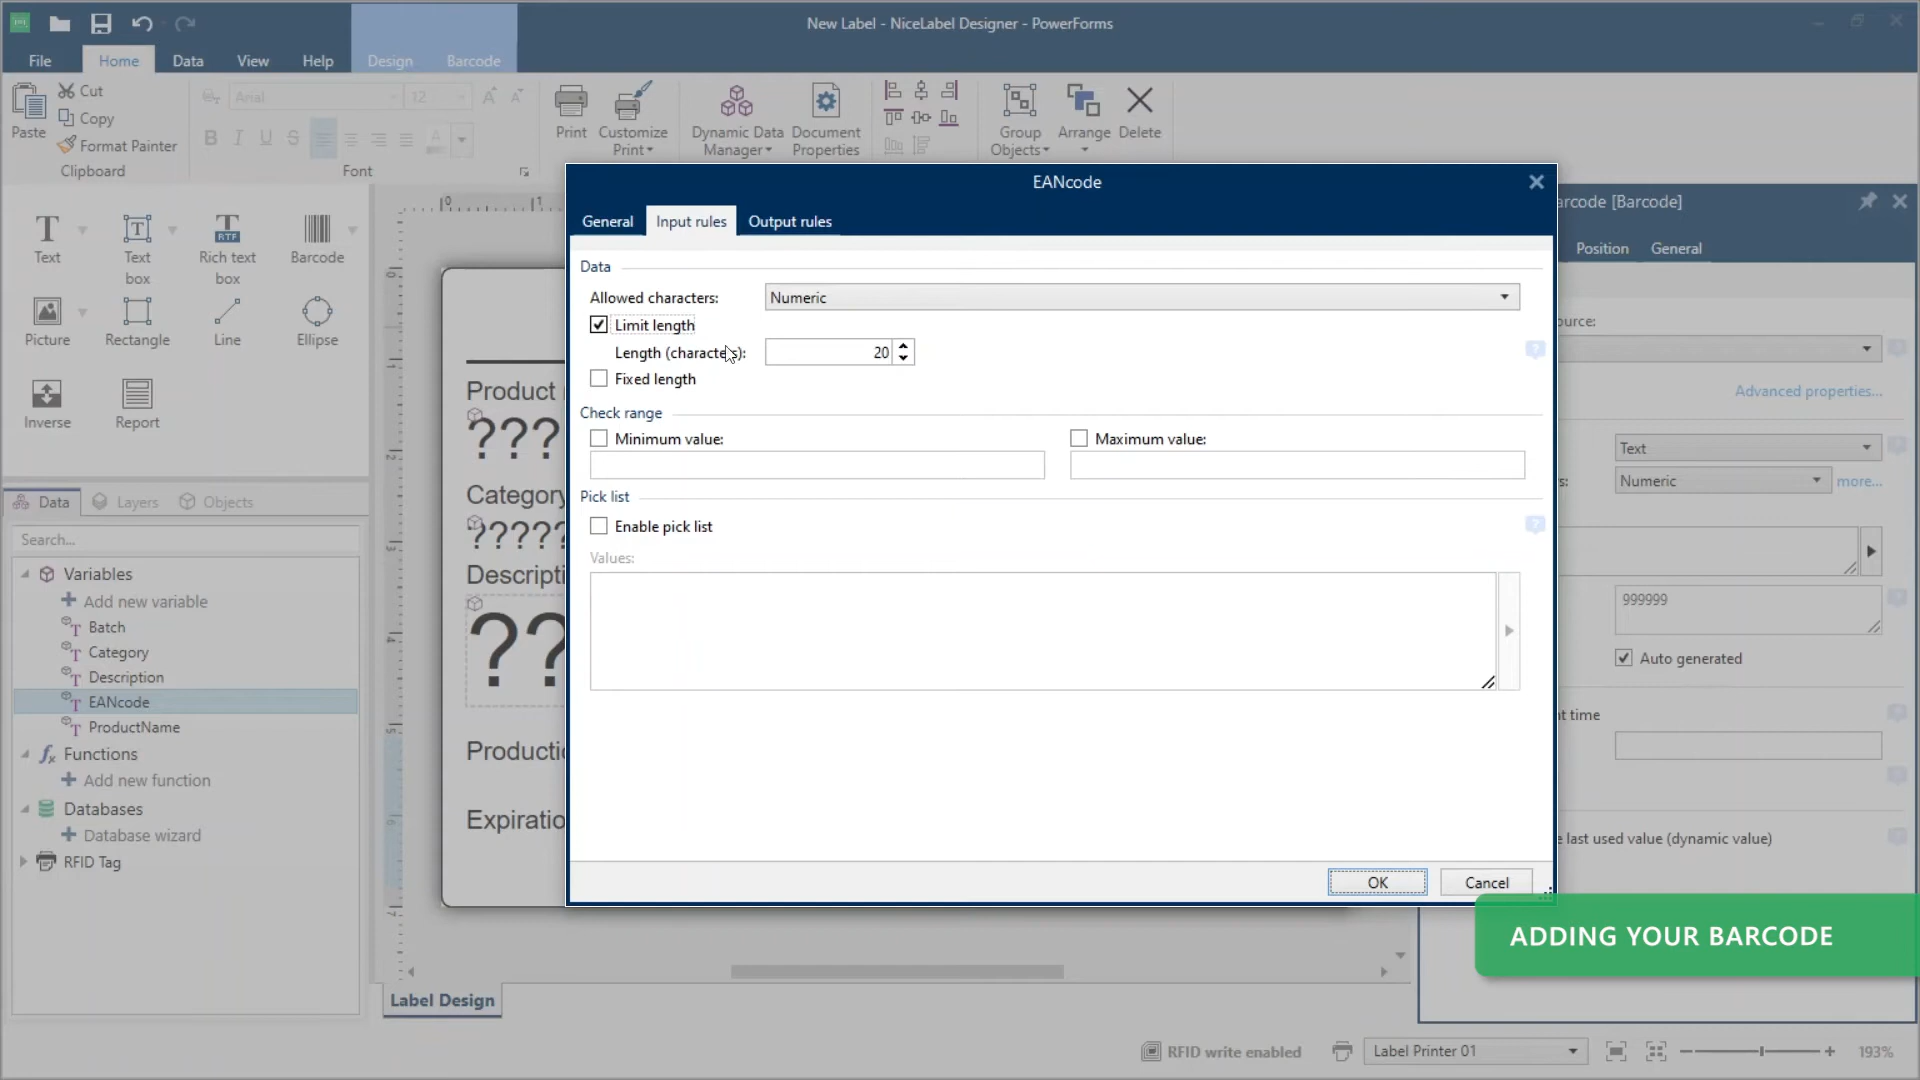 New Label - NiceLabel Designer - PowerForms
File Home Data View Help Design Barcode
Paste
Cut
Copy
Format Painter
Clipboard
Arial 12
B I U S A
Font
Print
Customize Print
Dynamic Data Manager
Document Properties
Group Objects
Arrange
Delete
Text
Text box
Rich text box
Barcode
Picture
Rectangle
Line
Ellipse
Inverse
Report
Data Layers Objects
Search...
Variables
Add new variable
Batch
Category
Description
EANcode
ProductName
Functions
Add new function
Databases
Database wizard
RFID Tag
Product
???
Category
?????
Descripti
??
Producti
Expiratio
Label Design
EANcode
General Input rules Output rules
Data
Allowed characters: Numeric
Limit length
Length (characters): 20
Fixed length
Check range
Minimum value: Maximum value:
Pick list
Enable pick list
Values:
OK Cancel
arcode [Barcode]
Position General
ource:
Advanced properties...
Text
s: Numeric more...
999999
Auto generated
t time
e last used value (dynamic value)
ADDING YOUR BARCODE
RFID write enabled Label Printer 01 193%